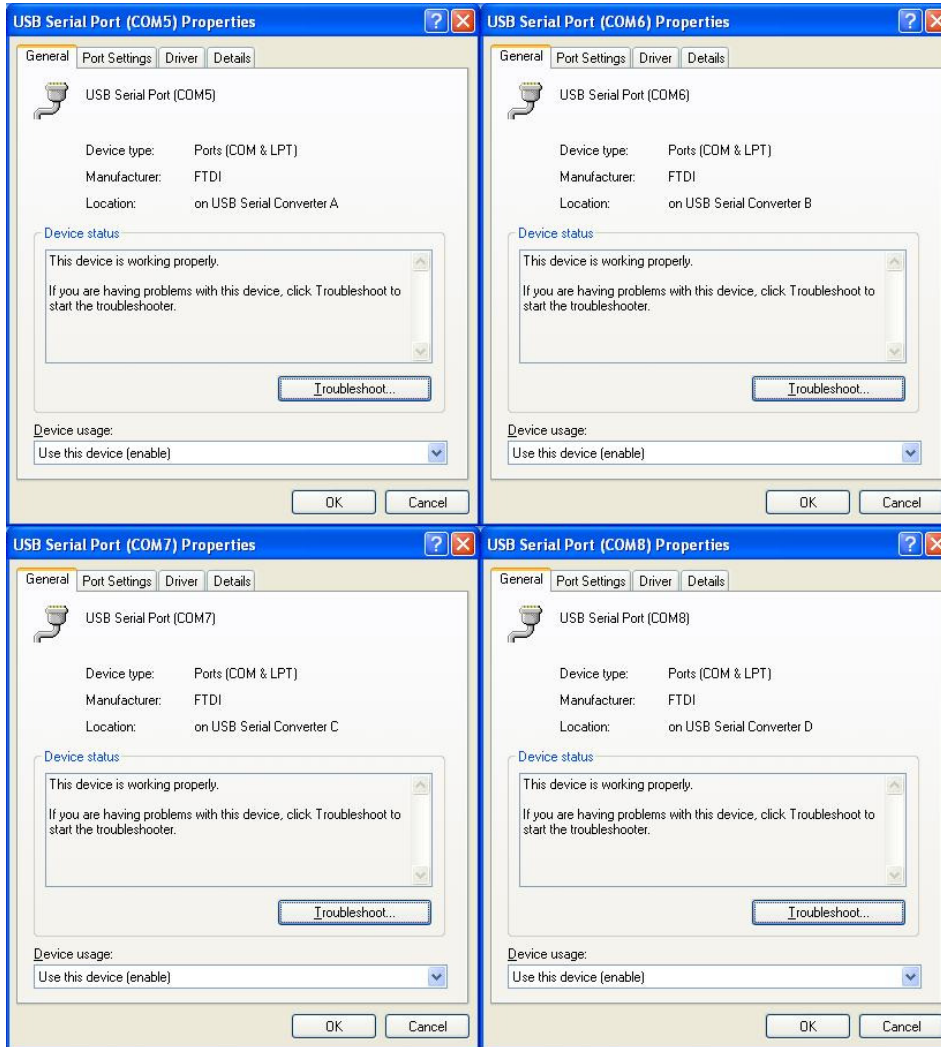 USB Serial Port (COM5) Properties
General Port Settings Driver Details
USB Serial Port (COM5)
Device type: Ports (COM & LPT)
Manufacturer: FTDI
Location: on USB Serial Converter A
Device status
This device is working properly.
If you are having problems with this device, click Troubleshoot to
start the troubleshooter.
Troubleshoot...
Device usage:
Use this device (enable)
OK Cancel
USB Serial Port (COM6) Properties
General Port Settings Driver Details
USB Serial Port (COM6)
Device type: Ports (COM & LPT)
Manufacturer: FTDI
Location: on USB Serial Converter B
Device status
This device is working properly.
If you are having problems with this device, click Troubleshoot to
start the troubleshooter.
Troubleshoot...
Device usage:
Use this device (enable)
OK Cancel
USB Serial Port (COM7) Properties
General Port Settings Driver Details
USB Serial Port (COM7)
Device type: Ports (COM & LPT)
Manufacturer: FTDI
Location: on USB Serial Converter C
Device status
This device is working properly.
If you are having problems with this device, click Troubleshoot to
start the troubleshooter.
Troubleshoot...
Device usage:
Use this device (enable)
OK Cancel
USB Serial Port (COM8) Properties
General Port Settings Driver Details
USB Serial Port (COM8)
Device type: Ports (COM & LPT)
Manufacturer: FTDI
Location: on USB Serial Converter D
Device status
This device is working properly.
If you are having problems with this device, click Troubleshoot to
start the troubleshooter.
Troubleshoot...
Device usage:
Use this device (enable)
OK Cancel